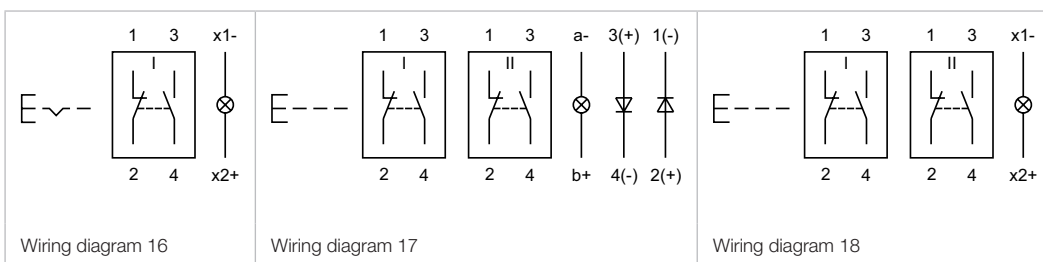 1 3 x1-
I
2 4 x2+
Wiring diagram 16
1 3 1 3 a- 3(+) 1(-)
I II
2 4 2 4 b+ 4(-) 2(+)
Wiring diagram 17
1 3 1 3 x1-
I II
2 4 2 4 x2+
Wiring diagram 18